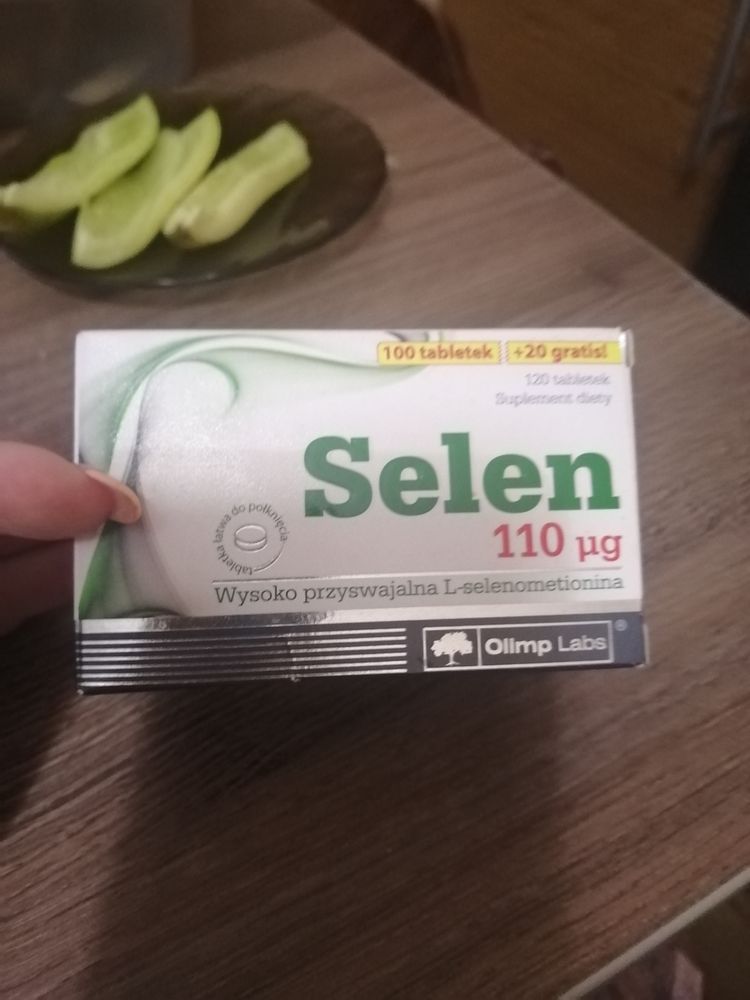 100 tabletek +20 gratis!
120 tabletek
Suplement diety
Selen
110 µg
tabletka łatwa do połknięcia
Wysoko przyswajalna L-selenometionina
Olimp Labs®